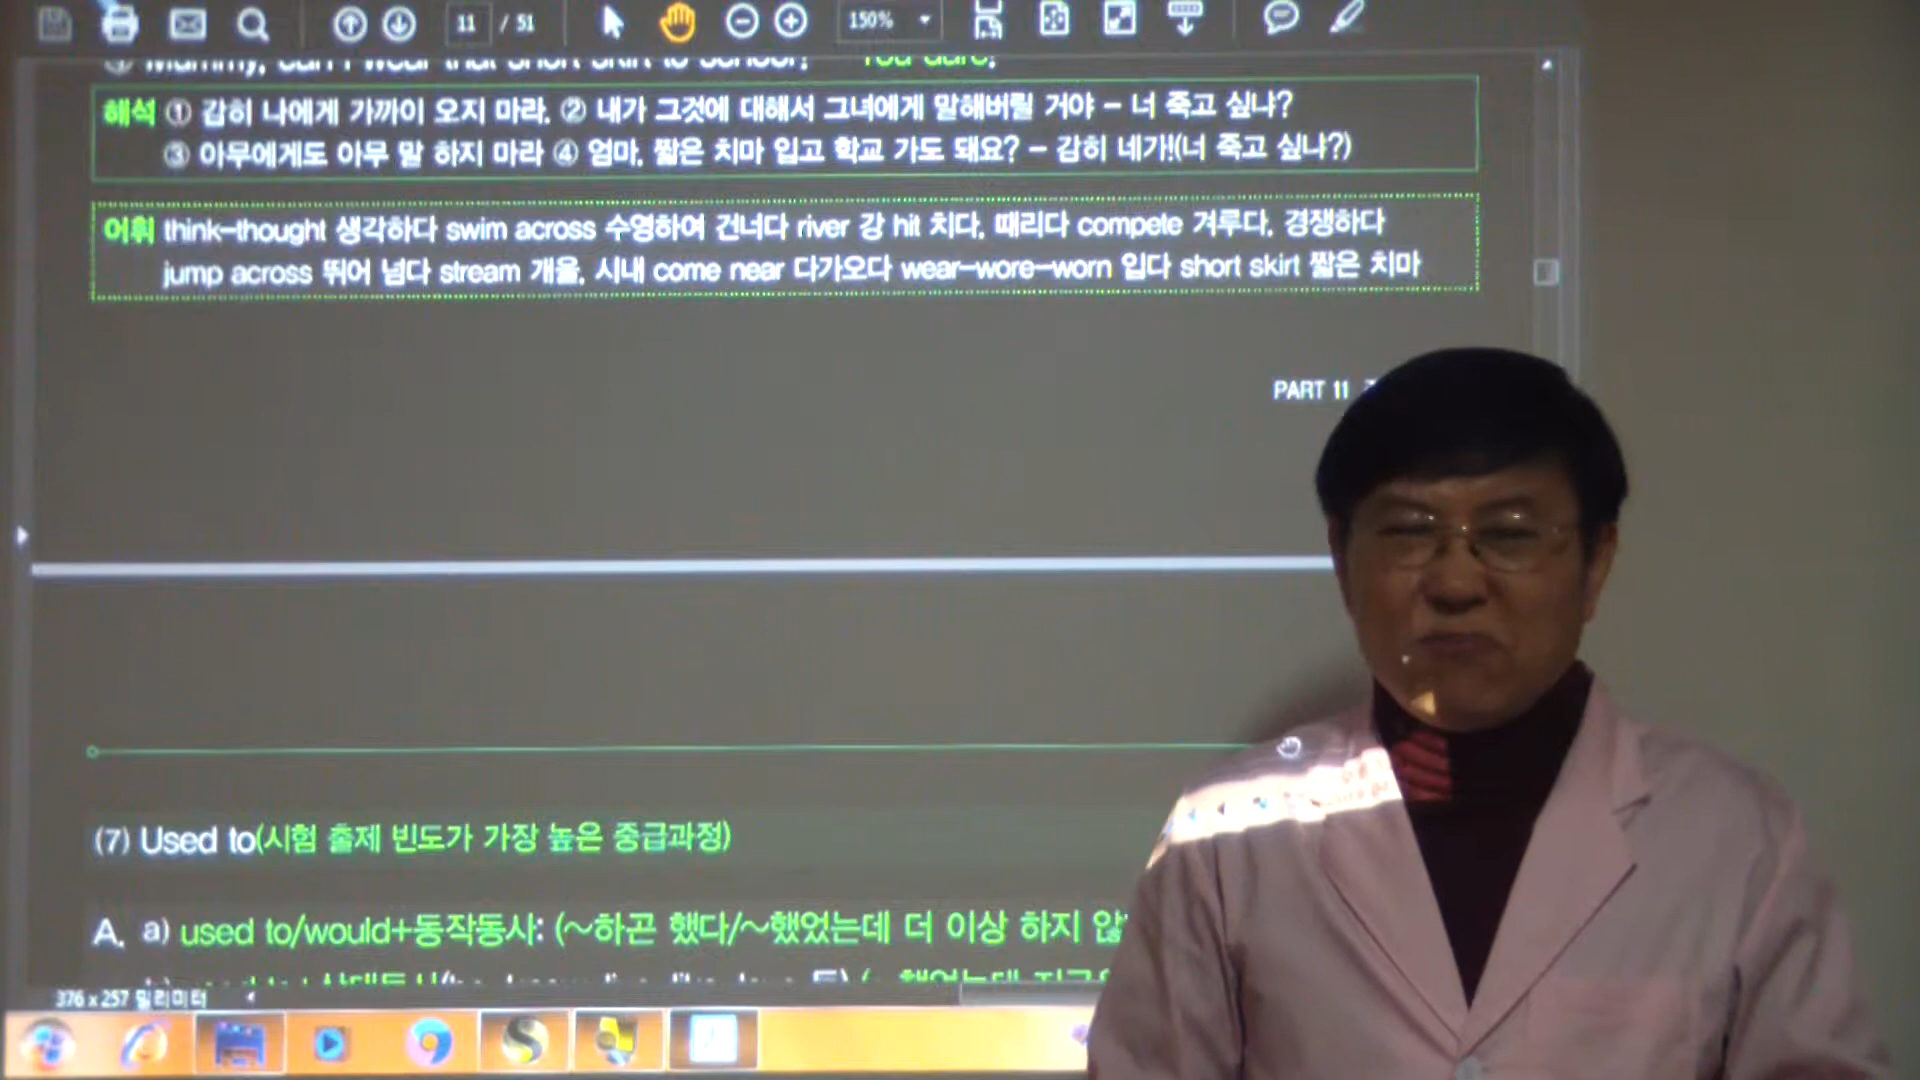 11 / 51
150%
해석 ① 감히 나에게 가까이 오지 마라. ② 내가 그것에 대해서 그녀에게 말해버릴 거야 – 너 죽고 싶냐?
③ 아무에게도 아무 말 하지 마라 ④ 엄마, 짧은 치마 입고 학교 가도 돼요? – 감히 네가!(너 죽고 싶냐?)
어휘 think–thought 생각하다 swim across 수영하여 건너다 river 강 hit 치다, 때리다 compete 겨루다, 경쟁하다
jump across 뛰어 넘다 stream 개울, 시내 come near 다가오다 wear–wore–worn 입다 short skirt 짧은 치마
PART 11
(7) Used to(시험 출제 빈도가 가장 높은 중급과정)
A. a) used to/would+동작동사: (~하곤 했다/~했었는데 더 이상 하지 않
376 x 257 밀리미터